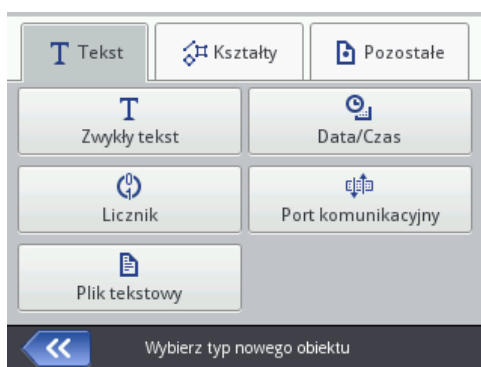 Tekst Kształty Pozostałe
Zwykły tekst Data/Czas
Licznik Port komunikacyjny
Plik tekstowy
Wybierz typ nowego obiektu